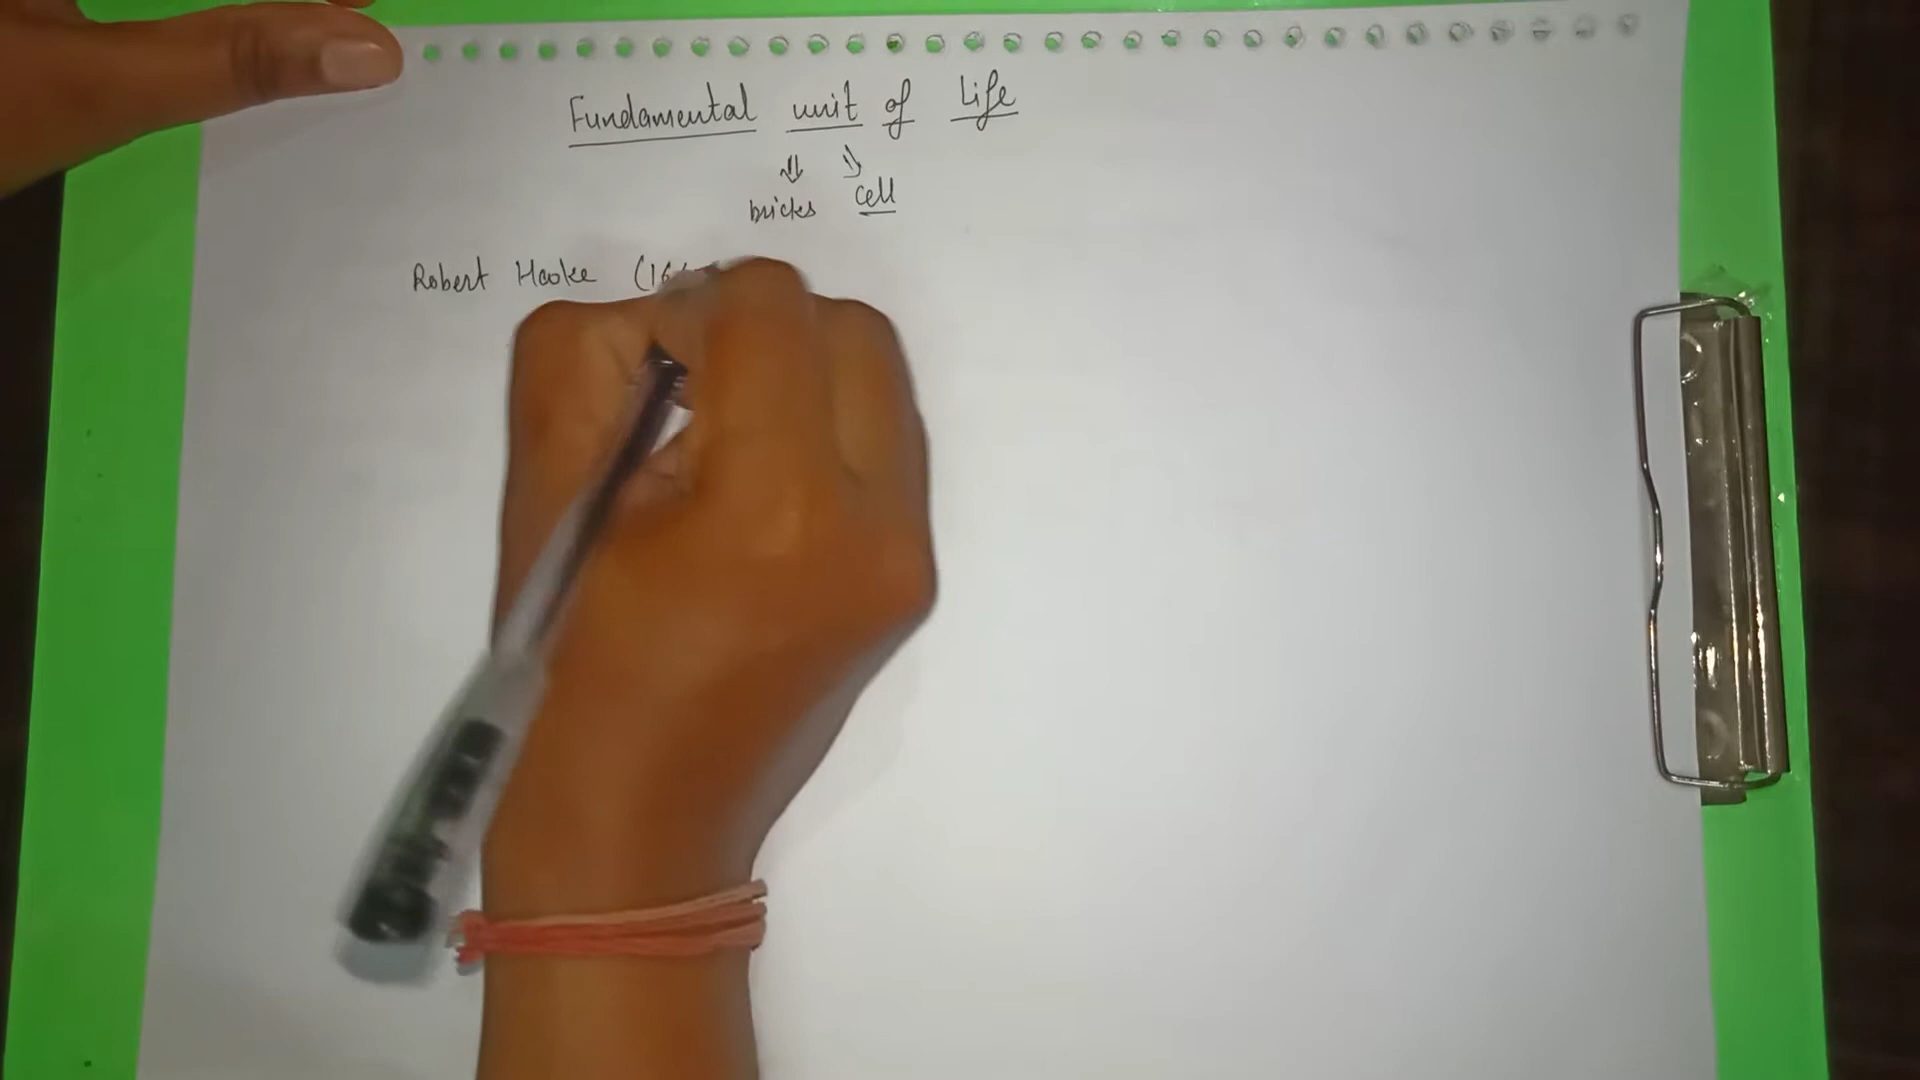 Fundamental unit of Life
bricks cell
Robert Hooke (16